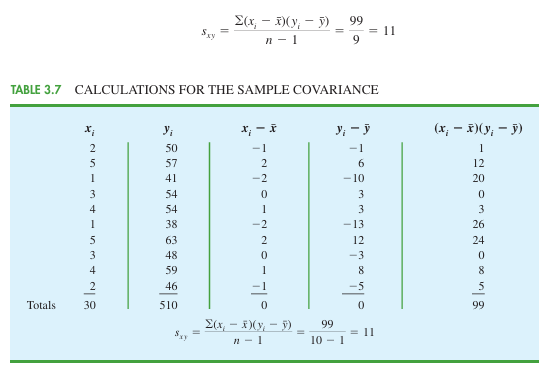 s_xy = Σ(x_i − x̄)(y_i − ȳ) / n − 1 = 99 / 9 = 11
TABLE 3.7 CALCULATIONS FOR THE SAMPLE COVARIANCE
x_i y_i x_i − x̄ y_i − ȳ (x_i − x̄)(y_i − ȳ)
2 50 −1 −1 1
5 57 2 6 12
1 41 −2 −10 20
3 54 0 3 0
4 54 1 3 3
1 38 −2 −13 26
5 63 2 12 24
3 48 0 −3 0
4 59 1 8 8
2 46 −1 −5 5
Totals 30 510 0 0 99
s_xy = Σ(x_i − x̄)(y_i − ȳ) / n − 1 = 99 / 10 − 1 = 11